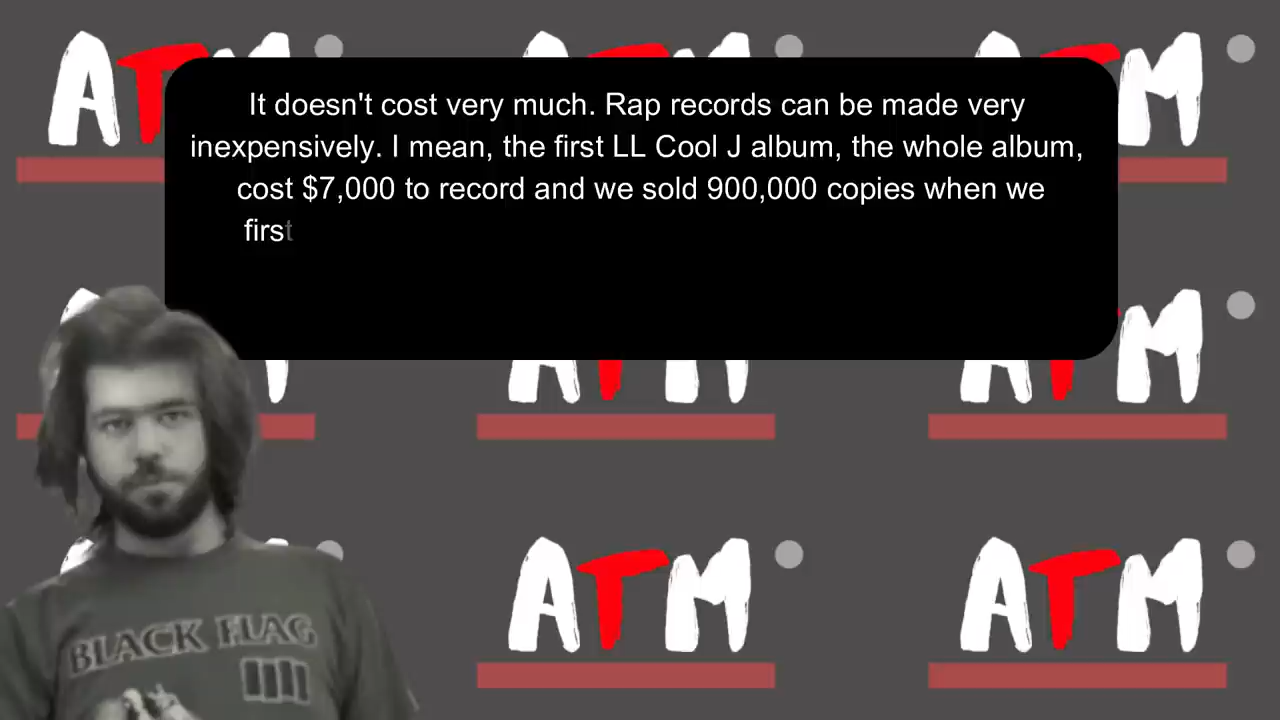 ATM
It doesn't cost very much. Rap records can be made very
inexpensively. I mean, the first LL Cool J album, the whole album,
cost $7,000 to record and we sold 900,000 copies when we
first
ATM
ATM
BLACK FLAG
ATM
ATM